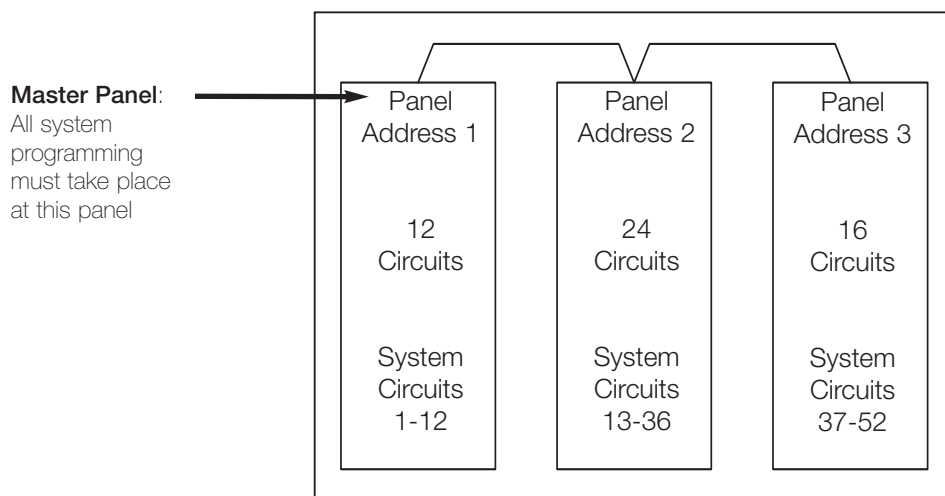 Master Panel:
All system
programming
must take place
at this panel
Panel
Address 1
12
Circuits
System
Circuits
1-12
Panel
Address 2
24
Circuits
System
Circuits
13-36
Panel
Address 3
16
Circuits
System
Circuits
37-52